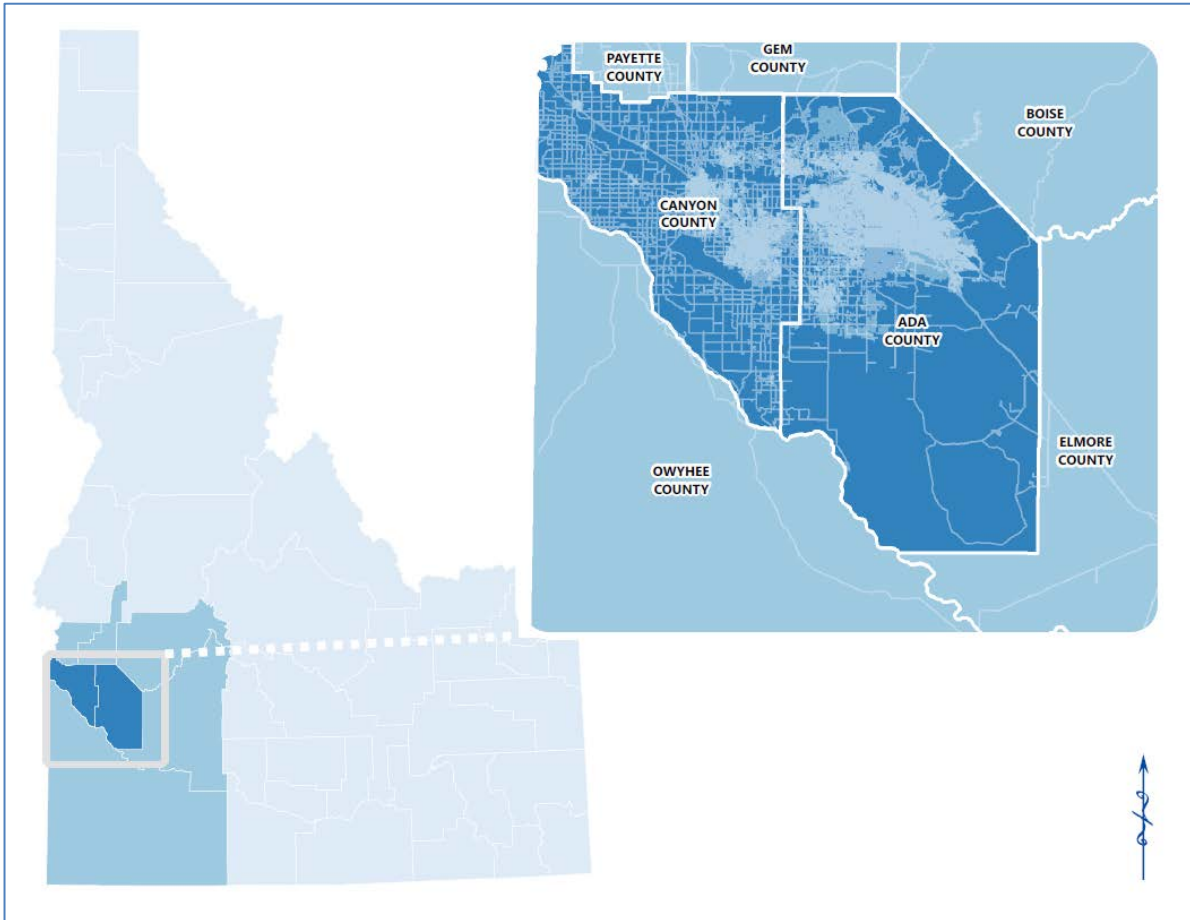 PAYETTE
COUNTY
GEM
COUNTY
BOISE
COUNTY
CANYON
COUNTY
ADA
COUNTY
OWYHEE
COUNTY
ELMORE
COUNTY